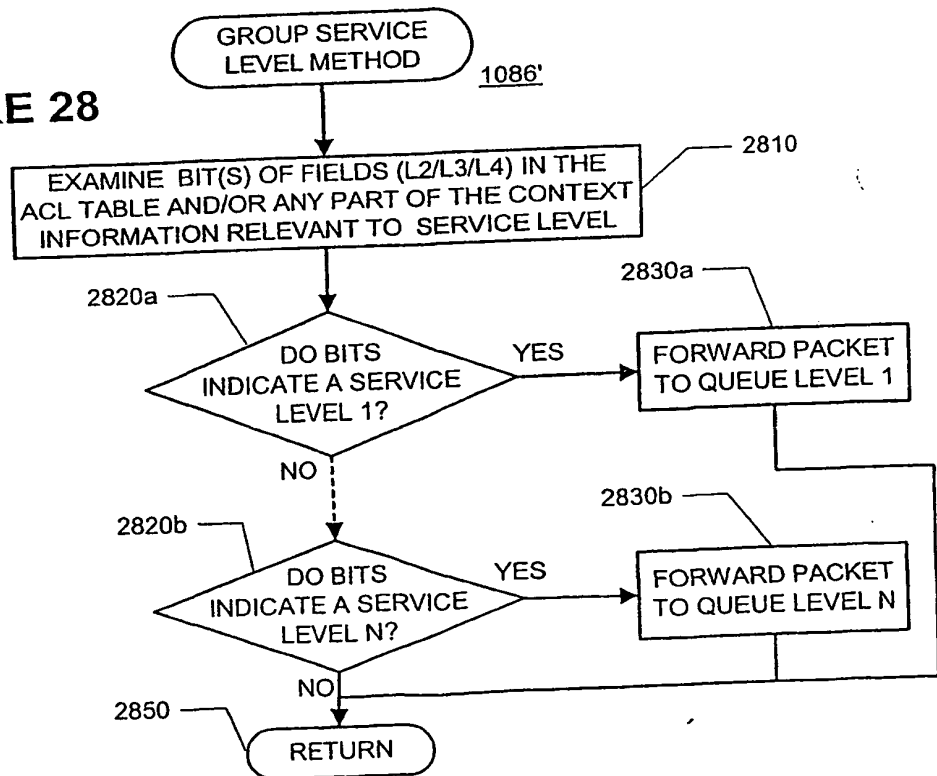 GROUP SERVICE
LEVEL METHOD
1086'
RE 28
2810
EXAMINE BIT(S) OF FIELDS (L2/L3/L4) IN THE
ACL TABLE AND/OR ANY PART OF THE CONTEXT
INFORMATION RELEVANT TO SERVICE LEVEL
2820a
2830a
DO BITS
INDICATE A SERVICE
LEVEL 1?
YES
FORWARD PACKET
TO QUEUE LEVEL 1
NO
2820b
2830b
DO BITS
INDICATE A SERVICE
LEVEL N?
YES
FORWARD PACKET
TO QUEUE LEVEL N
NO
2850
RETURN